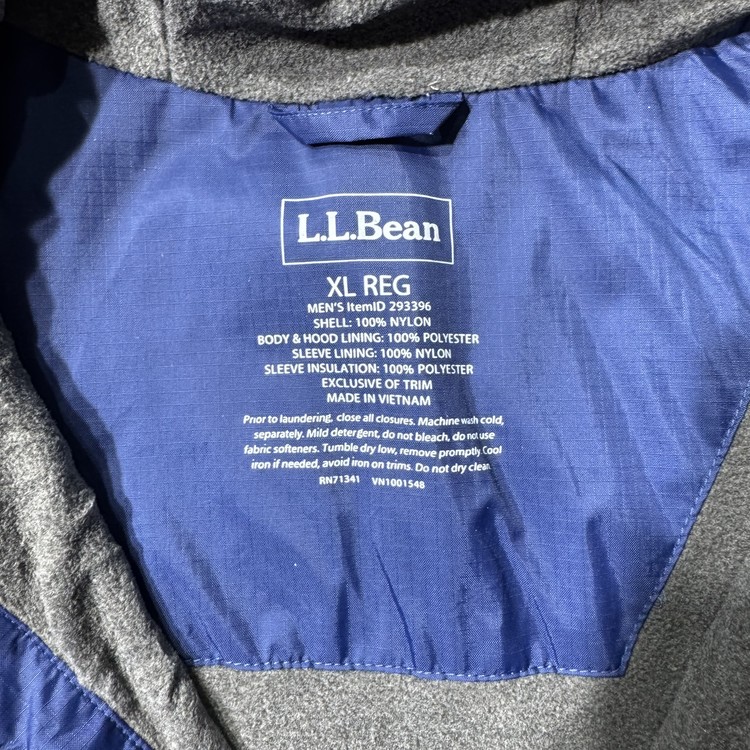 L.L.Bean
XL REG
MEN'S ItemID 293396
SHELL: 100% NYLON
BODY & HOOD LINING: 100% POLYESTER
SLEEVE LINING: 100% NYLON
SLEEVE INSULATION: 100% POLYESTER
EXCLUSIVE OF TRIM
MADE IN VIETNAM
Prior to laundering, close all closures. Machine wash cold,
separately. Mild detergent, do not bleach, do not use
fabric softeners. Tumble dry low, remove promptly. Cool
iron if needed, avoid iron on trims. Do not dry clean.
RN71341 VN1001548